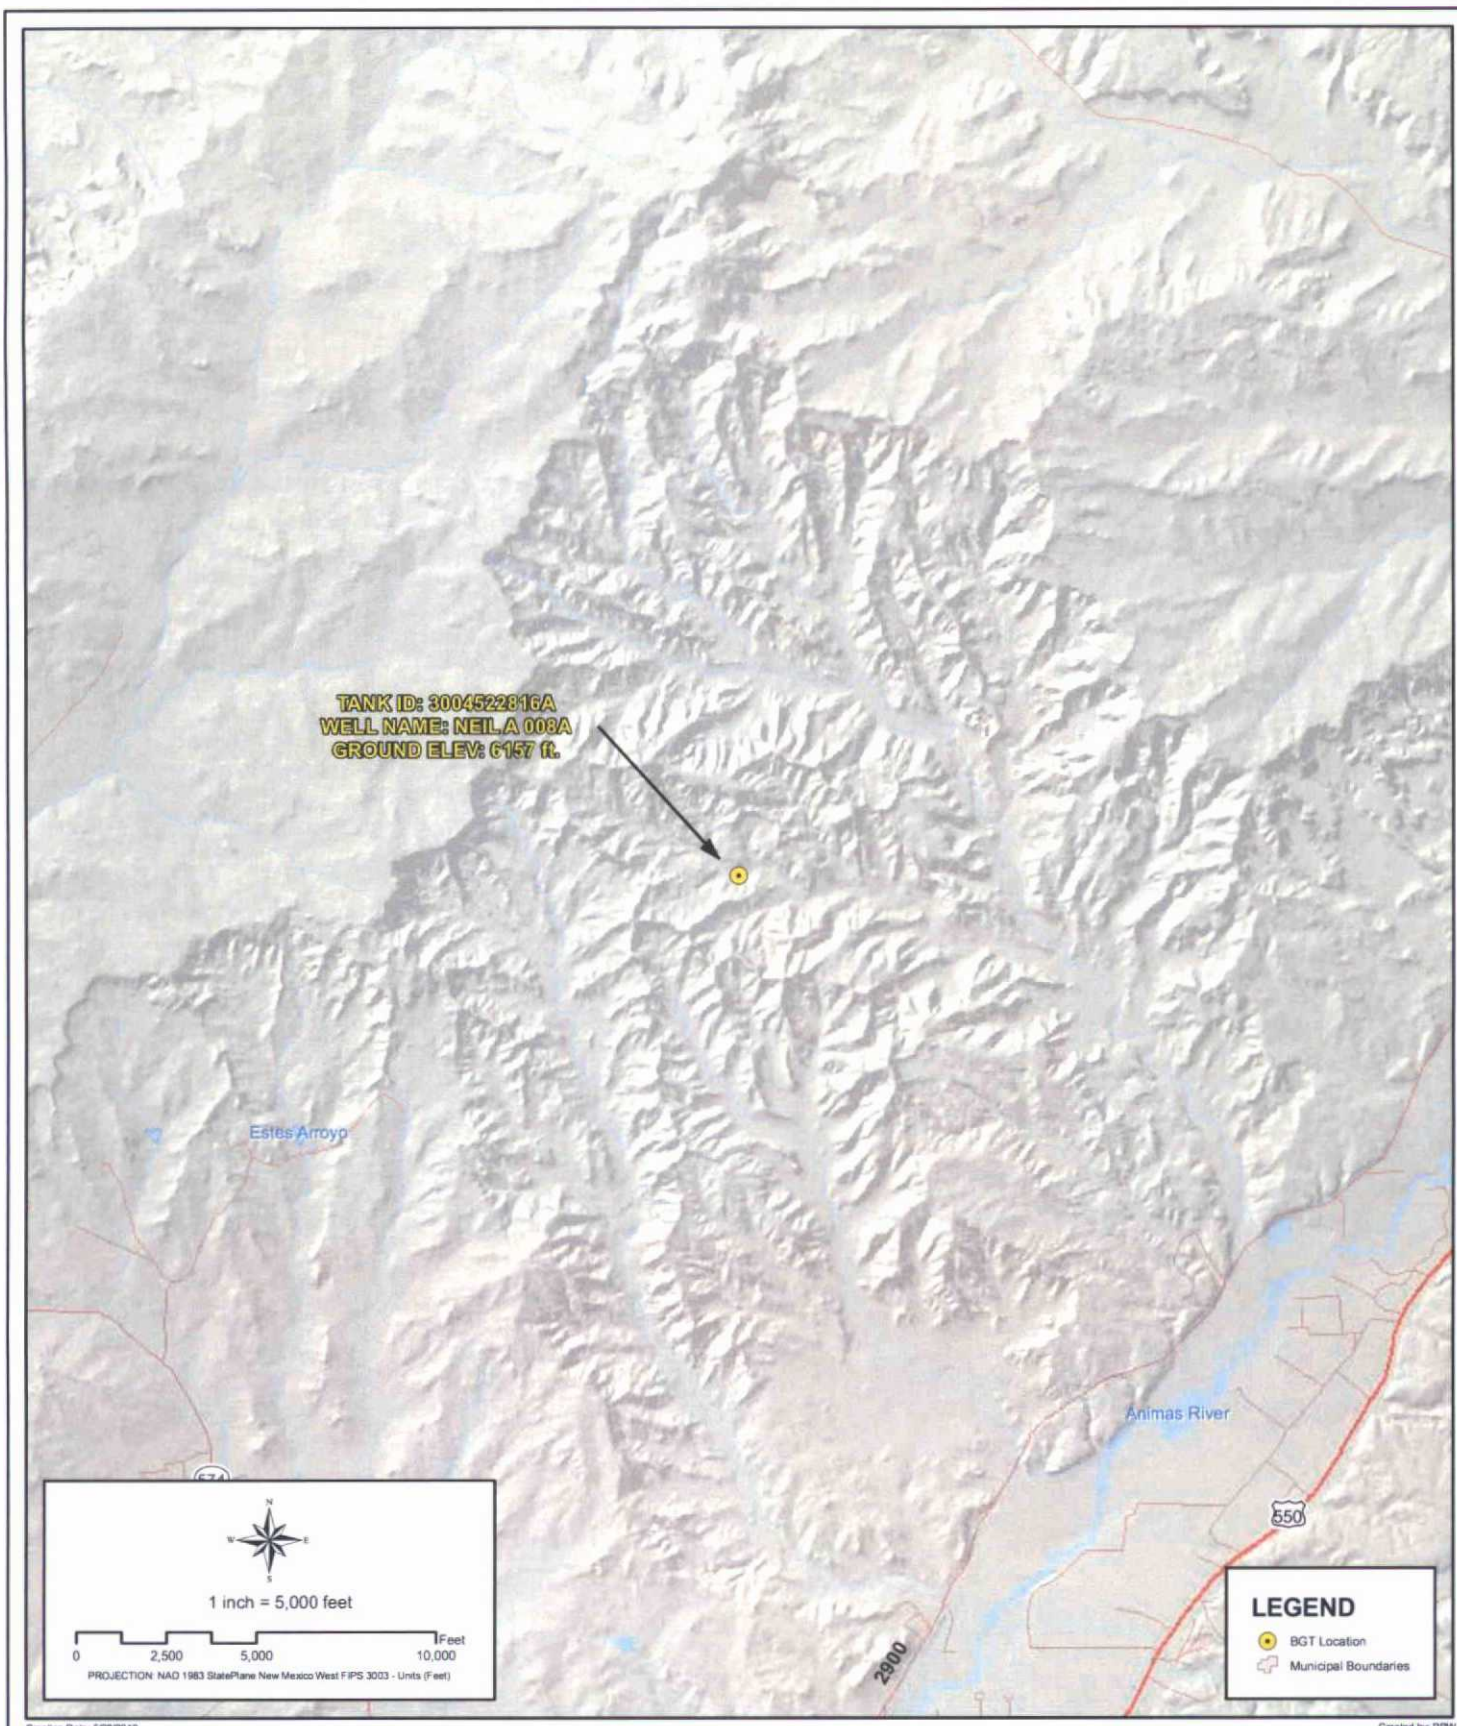 TANK ID: 3004522816A
WELL NAME: NEIL A 008A
GROUND ELEV: 6157 ft.
Estes Arroyo
Animas River
574
550
2900
N
W E
S
1 inch = 5,000 feet
Feet
0 2,500 5,000 10,000
PROJECTION: NAD 1983 StatePlane New Mexico West FIPS 3003 - Units (Feet)
LEGEND
BGT Location
Municipal Boundaries